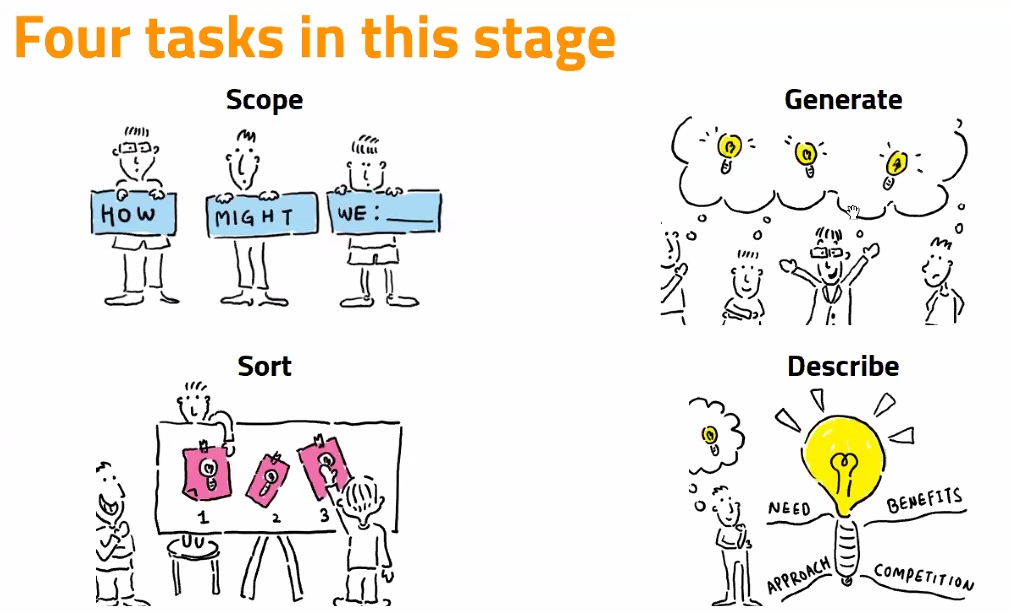 Four tasks in this stage
Scope
HOW MIGHT WE: ____
Generate
Sort
1 2 3
Describe
NEED BENEFITS
APPROACH COMPETITION